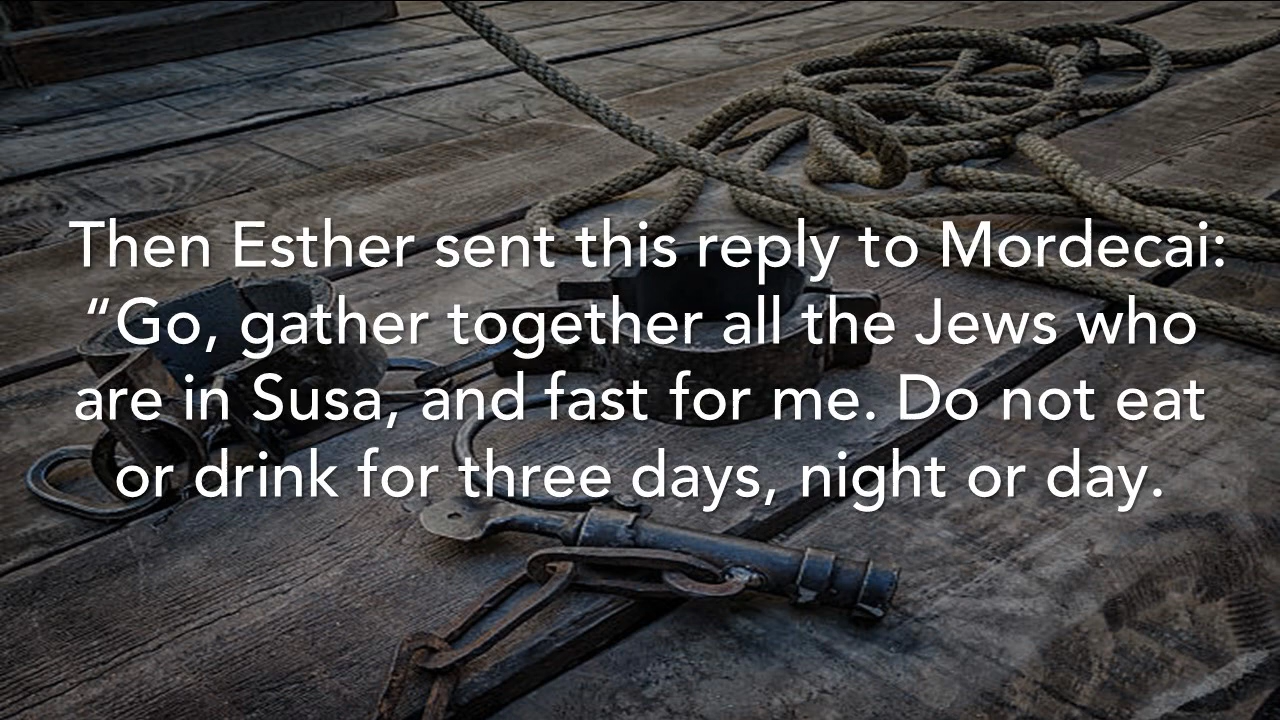 Then Esther sent this reply to Mordecai:
“Go, gather together all the Jews who
are in Susa, and fast for me. Do not eat
or drink for three days, night or day.